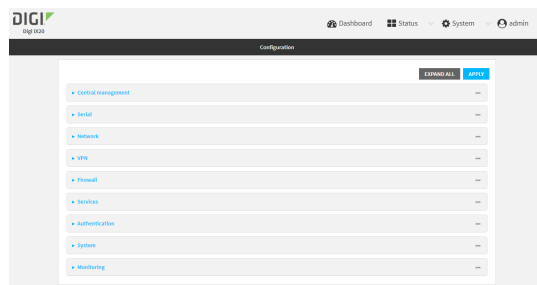 DIGI
Digi IX20
Dashboard
Status
System
admin
Configuration
EXPAND ALL
APPLY
Central management
Serial
Network
VPN
Firewall
Services
Authentication
System
Monitoring